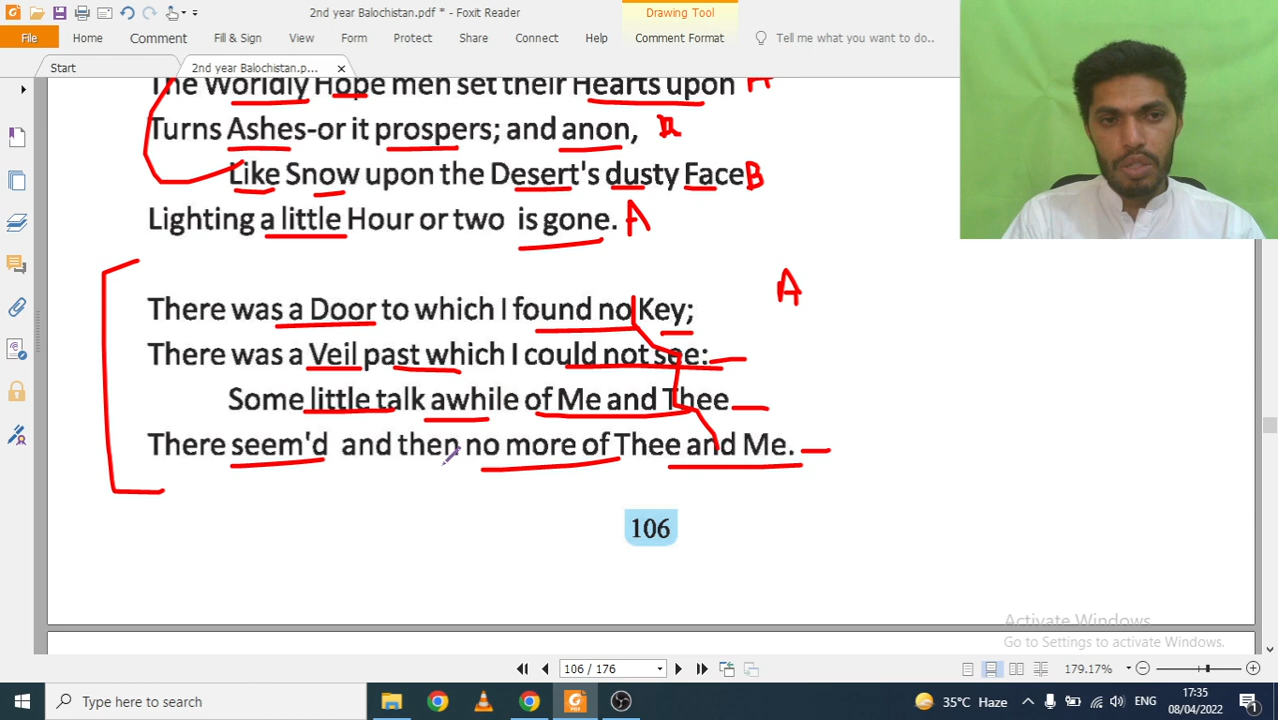 2nd year Balochistan.pdf * - Foxit Reader
Drawing Tool
File Home Comment Fill & Sign View Form Protect Share Connect Help Comment Format Tell me what you want to do..
Start 2nd year Balochistan.p...
The Worldly Hope men set their Hearts upon A
Turns Ashes-or it prospers; and anon,
Like Snow upon the Desert's dusty Face B
Lighting a little Hour or two is gone. A
There was a Door to which I found no Key; A
There was a Veil past which I could not see:
Some little talk awhile of Me and Thee
There seem'd and then no more of Thee and Me.
106
Activate Windows
Go to Settings to activate Windows.
106 / 176 179.17%
Type here to search 35°C Haze ENG 17:35
08/04/2022 1